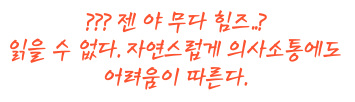 ??? 젠 야 무다 힘즈..?
읽을 수 없다. 자연스럽게 의사소통에도
어려움이 따른다.